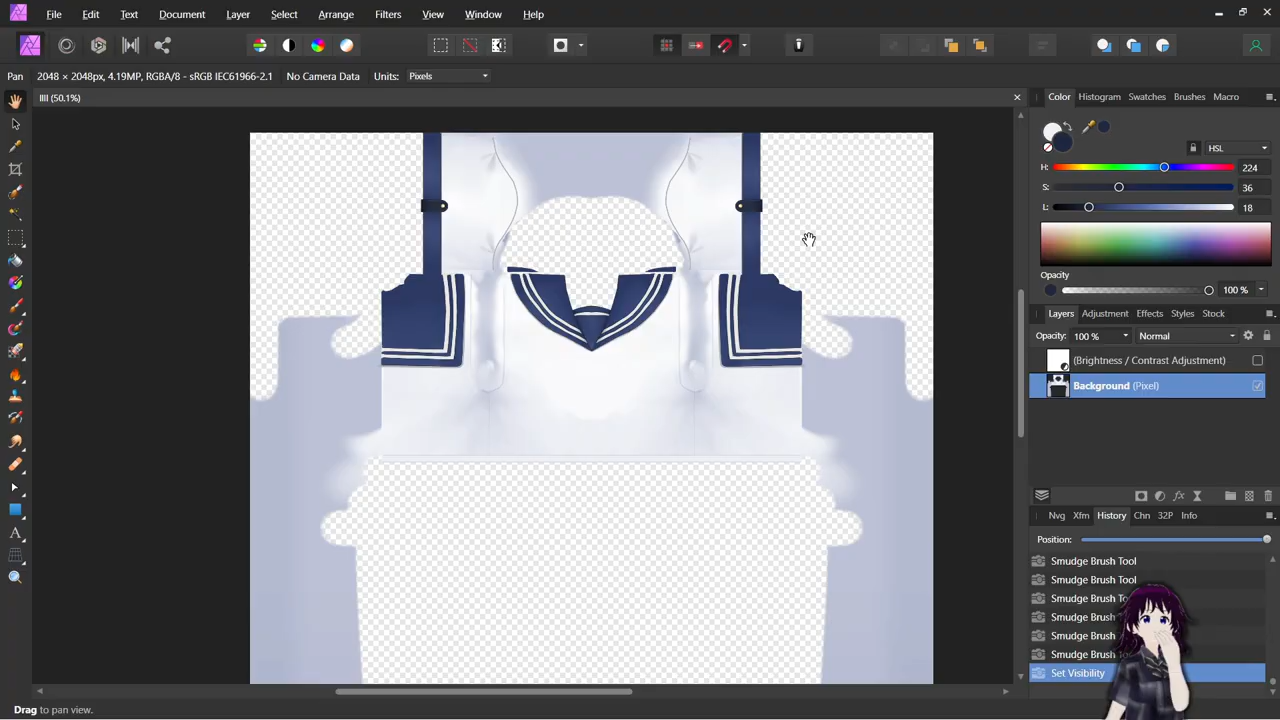 File Edit Text Document Layer Select Arrange Filters View Window Help
Pan 2048 × 2048px, 4.19MP, RGBA/8 - sRGB IEC61966-2.1 No Camera Data Units: Pixels
llll (50.1%)
Color Histogram Swatches Brushes Macro
HSL
H: 224
S: 36
L: 18
Opacity
100 %
Layers Adjustment Effects Styles Stock
Opacity: 100 % Normal
(Brightness / Contrast Adjustment)
Background (Pixel)
Nvg Xfm History Chn 32P Info
Position:
Smudge Brush Tool
Smudge Brush Tool
Smudge Brush To
Smudge Brush
Smudge Brush
Smudge Brush
Set Visibility
Drag to pan view.